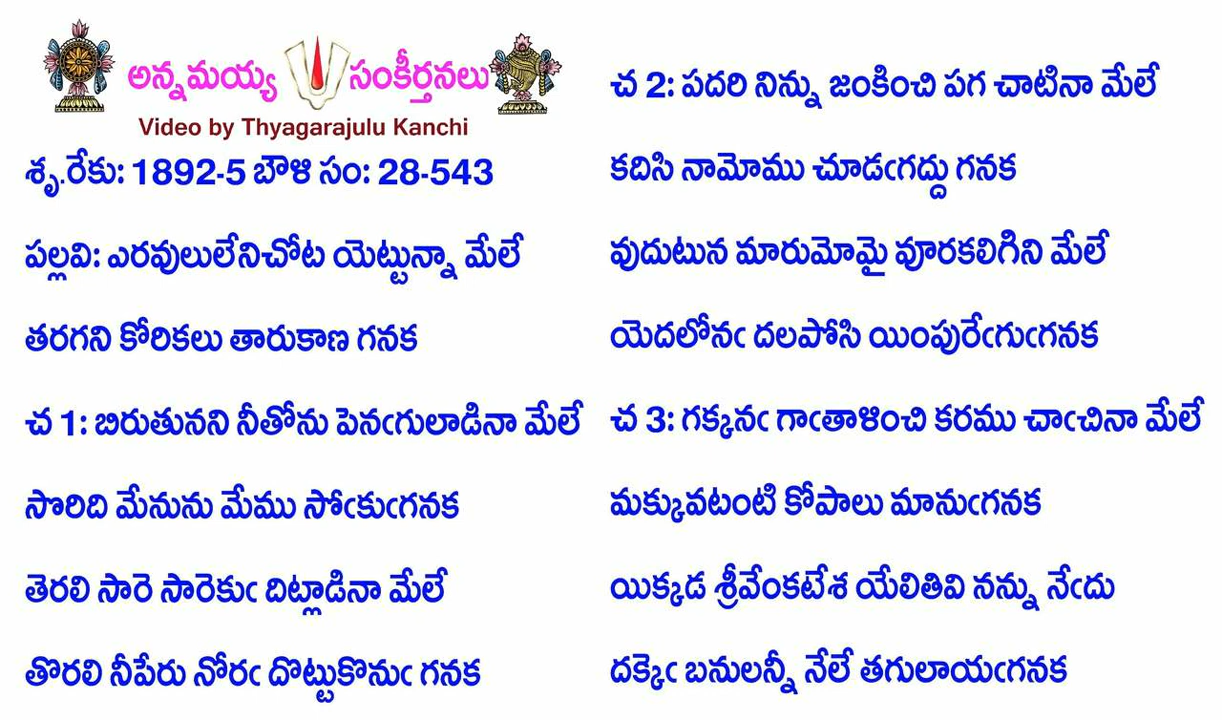 అన్నమయ్య సంకీర్తనలు
Video by Thyagarajulu Kanchi
శృ.రేకు: 1892-5 బౌళి సం: 28-543
పల్లవి: ఎరవులులేనిచోట యెట్టున్నా మేలే
తరగని కోరికలు తారుకాణ గనక
చ 1: బిరుతునని నీతోను పెనఁగులాడినా మేలే
సొరిది మేనును మేము సోఁకుఁగనక
తెరలి సారె సారెకుఁ దిట్లాడినా మేలే
తొరలి నీపేరు నోరఁ దొట్టుకొనుఁ గనక
చ 2: పదరి నిన్ను జంకించి పగ చాటినా మేలే
కదిసి నామోము చూడఁగద్దు గనక
వుదుటున మారుమోమై వూరకలిగిని మేలే
యెదలోనఁ దలపోసి యింపురేఁగుఁగనక
చ 3: గక్కనఁ గాఁతాళించి కరము చాఁచినా మేలే
మక్కువటంటి కోపాలు మానుఁగనక
యిక్కడ శ్రీవేంకటేశ యేలితివి నన్ను నేఁదు
దక్కెఁ బనులన్నీ నేలే తగులాయఁగనక